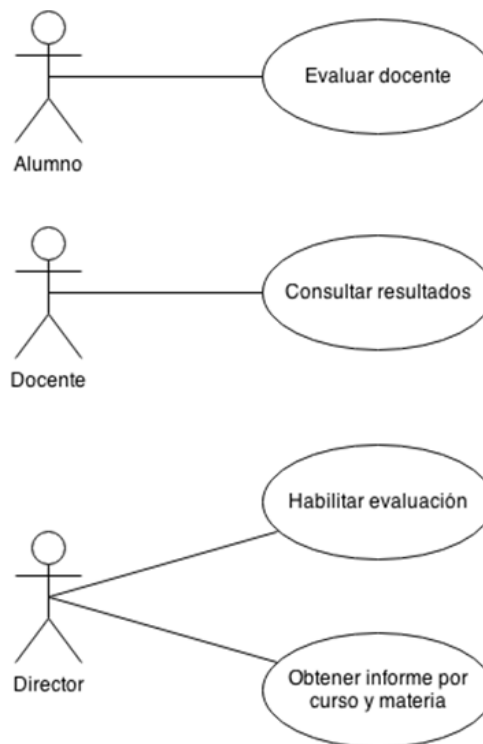 Evaluar docente
Alumno
Consultar resultados
Docente
Habilitar evaluación
Director
Obtener informe por
curso y materia